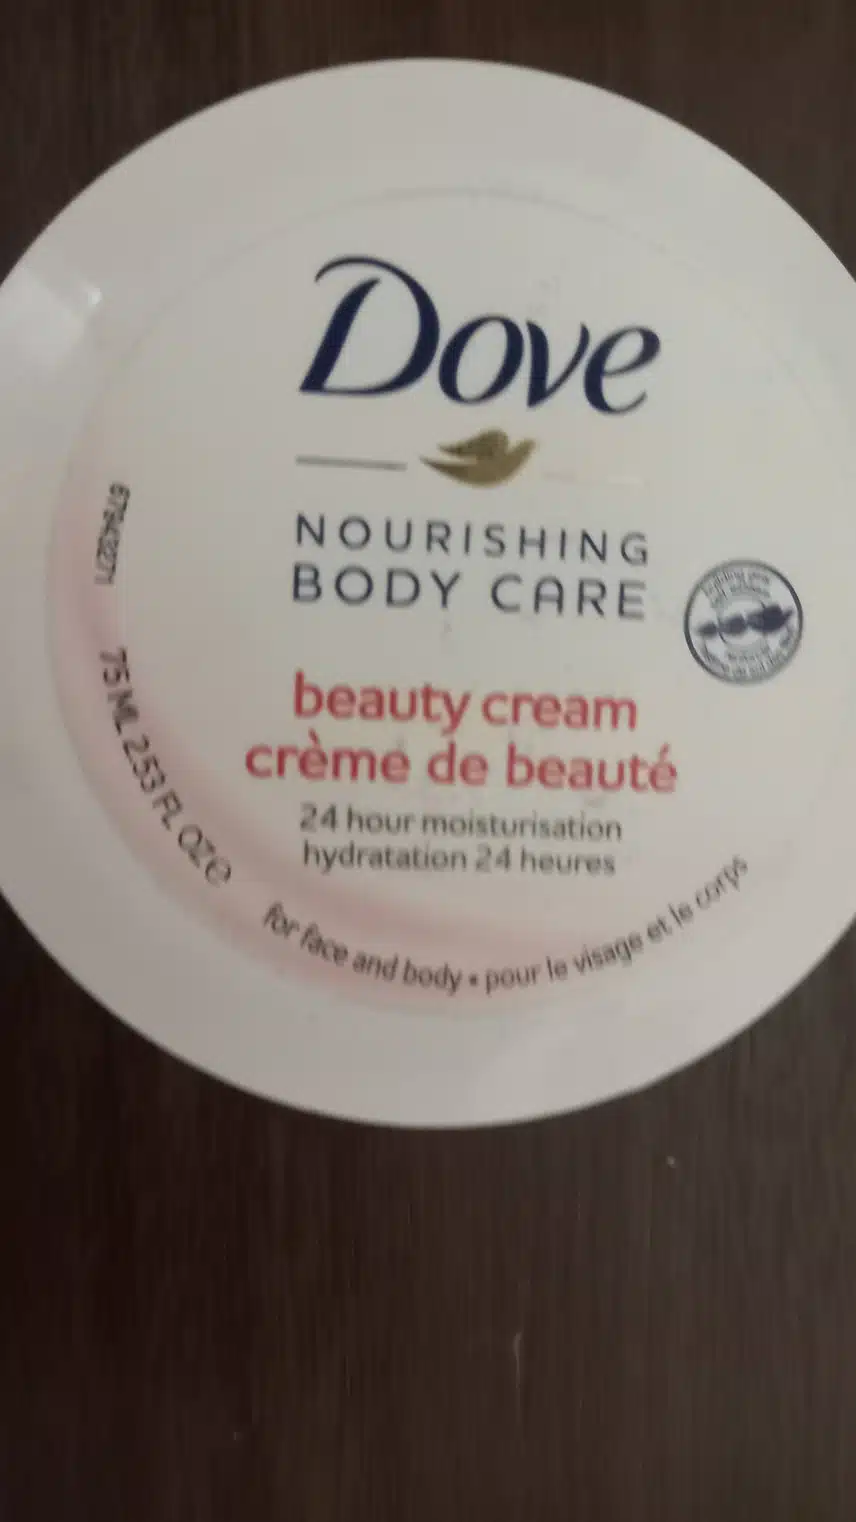 Dove
NOURISHING
BODY CARE
beauty cream
crème de beauté
24 hour moisturisation
hydratation 24 heures
for face and body • pour le visage et le corps
75 ML 2.53 FL OZ ℮